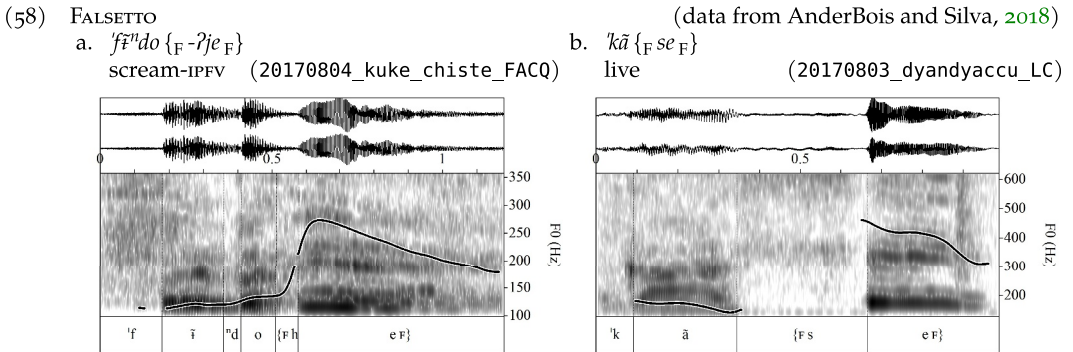 (58) FALSETTO (data from AnderBois and Silva, 2018)
a. ˈfɨ̃ⁿdo {F -ʔje F} b. ˈkã {F se F}
scream-IPFV (20170804_kuke_chiste_FACQ) live (20170803_dyandyaccu_LC)
0 0.5 1
0 0.5
350
300
250
200
150
100
F0 (Hz)
600
500
400
300
200
F0 (Hz)
ˈf ɨ̃ ⁿd o {F h e F}
ˈk ã {F s e F}